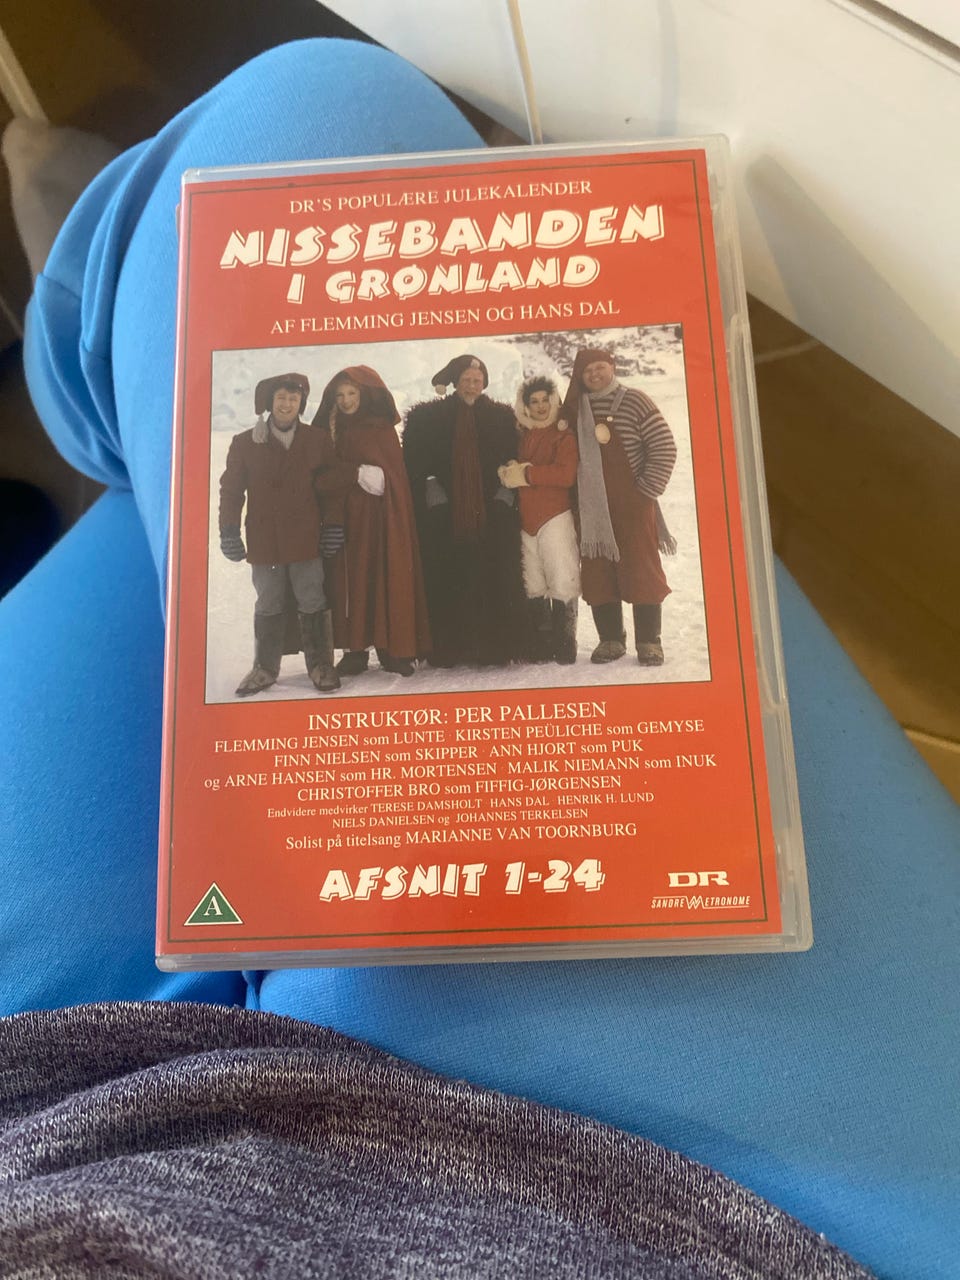 DR'S POPULÆRE JULEKALENDER
NISSEBANDEN
I GRØNLAND
AF FLEMMING JENSEN OG HANS DAL
INSTRUKTØR: PER PALLESEN
FLEMMING JENSEN som LUNTE · KIRSTEN PEÜLICHE som GEMYSE
FINN NIELSEN som SKIPPER · ANN HJORT som PUK
og ARNE HANSEN som HR. MORTENSEN · MALIK NIEMANN som INUK
CHRISTOFFER BRO som FIFFIG-JØRGENSEN
Endvidere medvirker TERESE DAMSHOLT · HANS DAL · HENRIK H. LUND
NIELS DANIELSEN og JOHANNES TERKELSEN
Solist på titelsang MARIANNE VAN TOORNBURG
AFSNIT 1-24
A
DR
SANDREW METRONOME